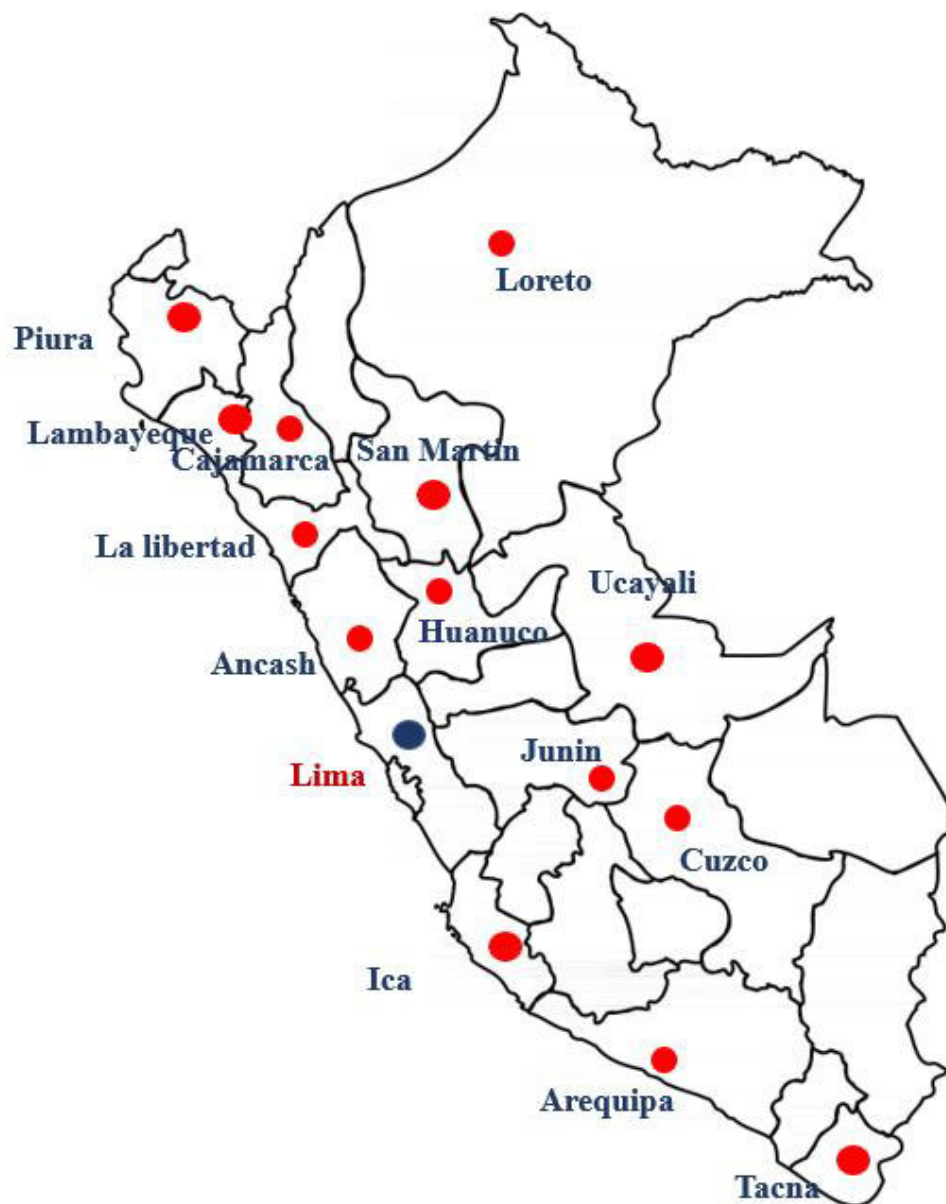 Loreto
Piura
Lambayeque
Cajamarca
San Martin
La libertad
Ucayali
Huanuco
Ancash
Junin
Lima
Cuzco
Ica
Arequipa
Tacna